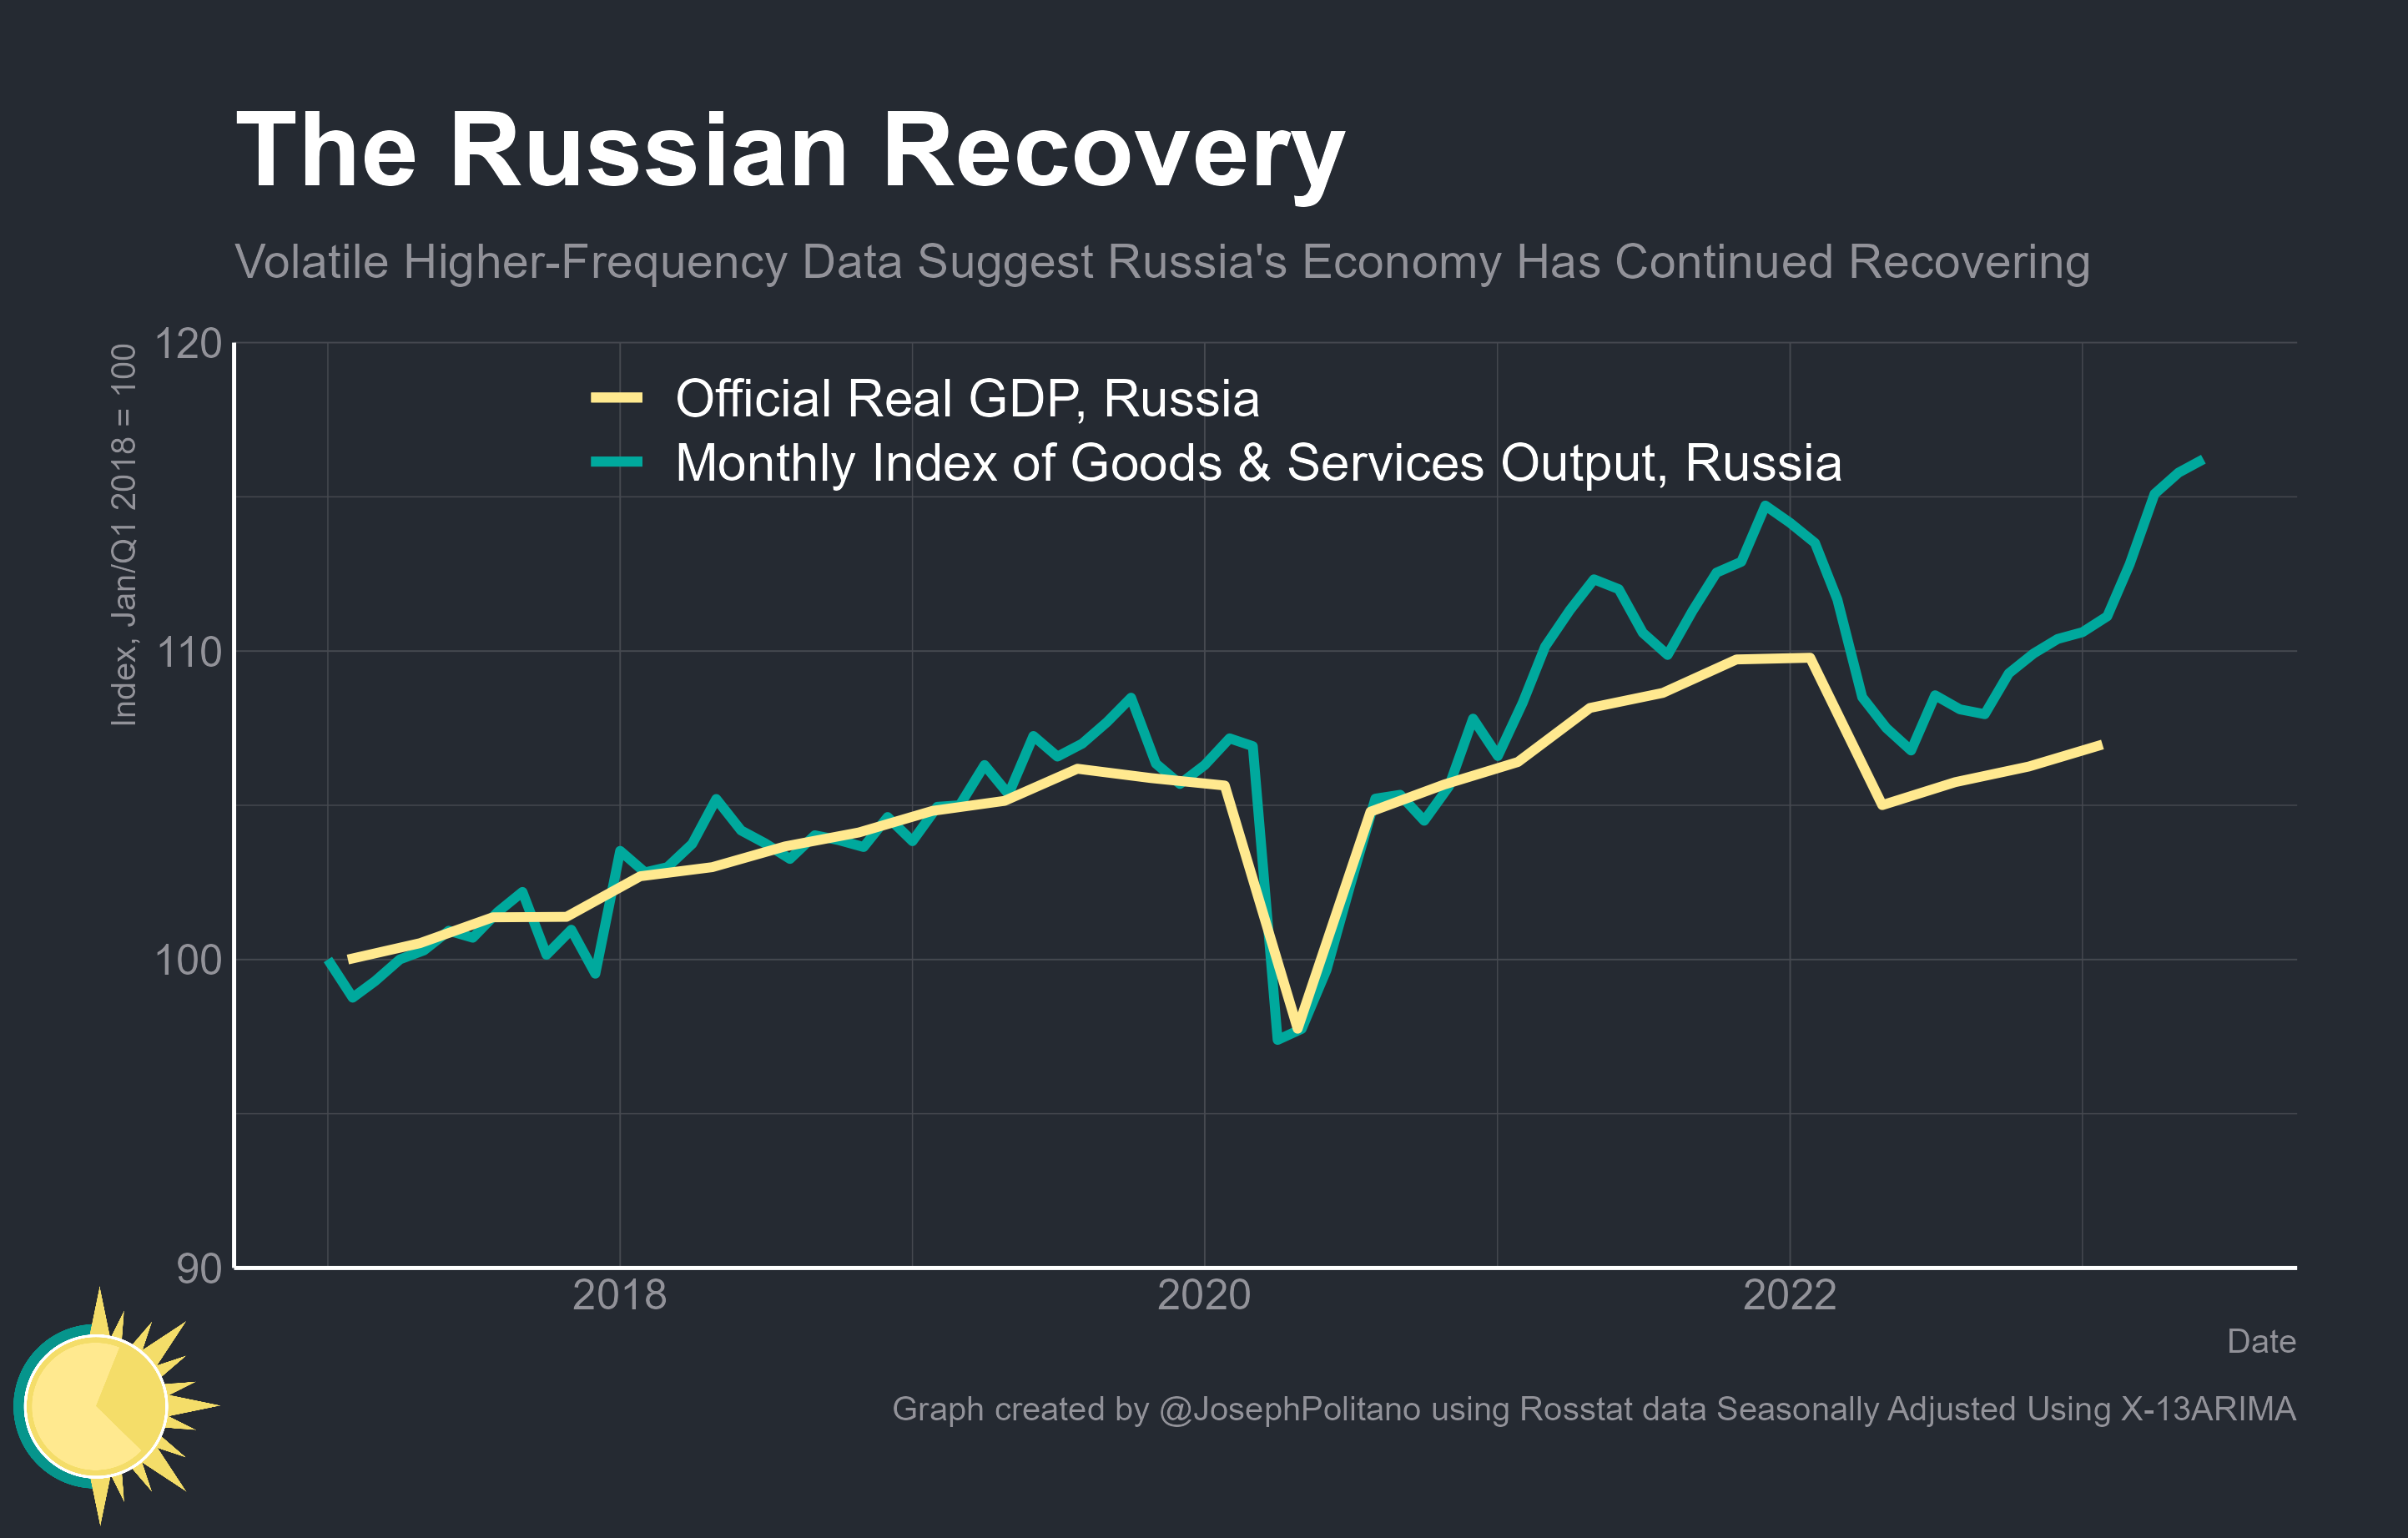 The Russian Recovery
Volatile Higher-Frequency Data Suggest Russia's Economy Has Continued Recovering
Index, Jan/Q1 2018 = 100
120
110
100
90
Official Real GDP, Russia
Monthly Index of Goods & Services Output, Russia
2018
2020
2022
Date
Graph created by @JosephPolitano using Rosstat data Seasonally Adjusted Using X-13ARIMA